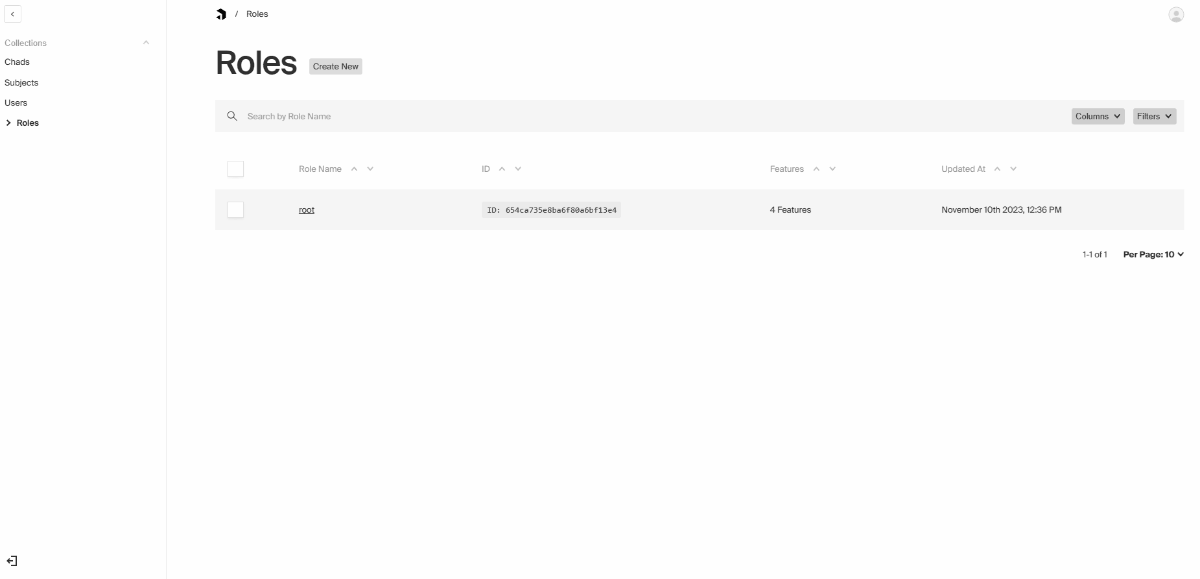 / Roles
Collections
Chads
Subjects
Users
Roles
Roles
Create New
Search by Role Name
Columns
Filters
Role Name
ID
Features
Updated At
root
ID: 654ca735e8ba6f80a6bf13e4
4 Features
November 10th 2023, 12:36 PM
1-1 of 1
Per Page: 10